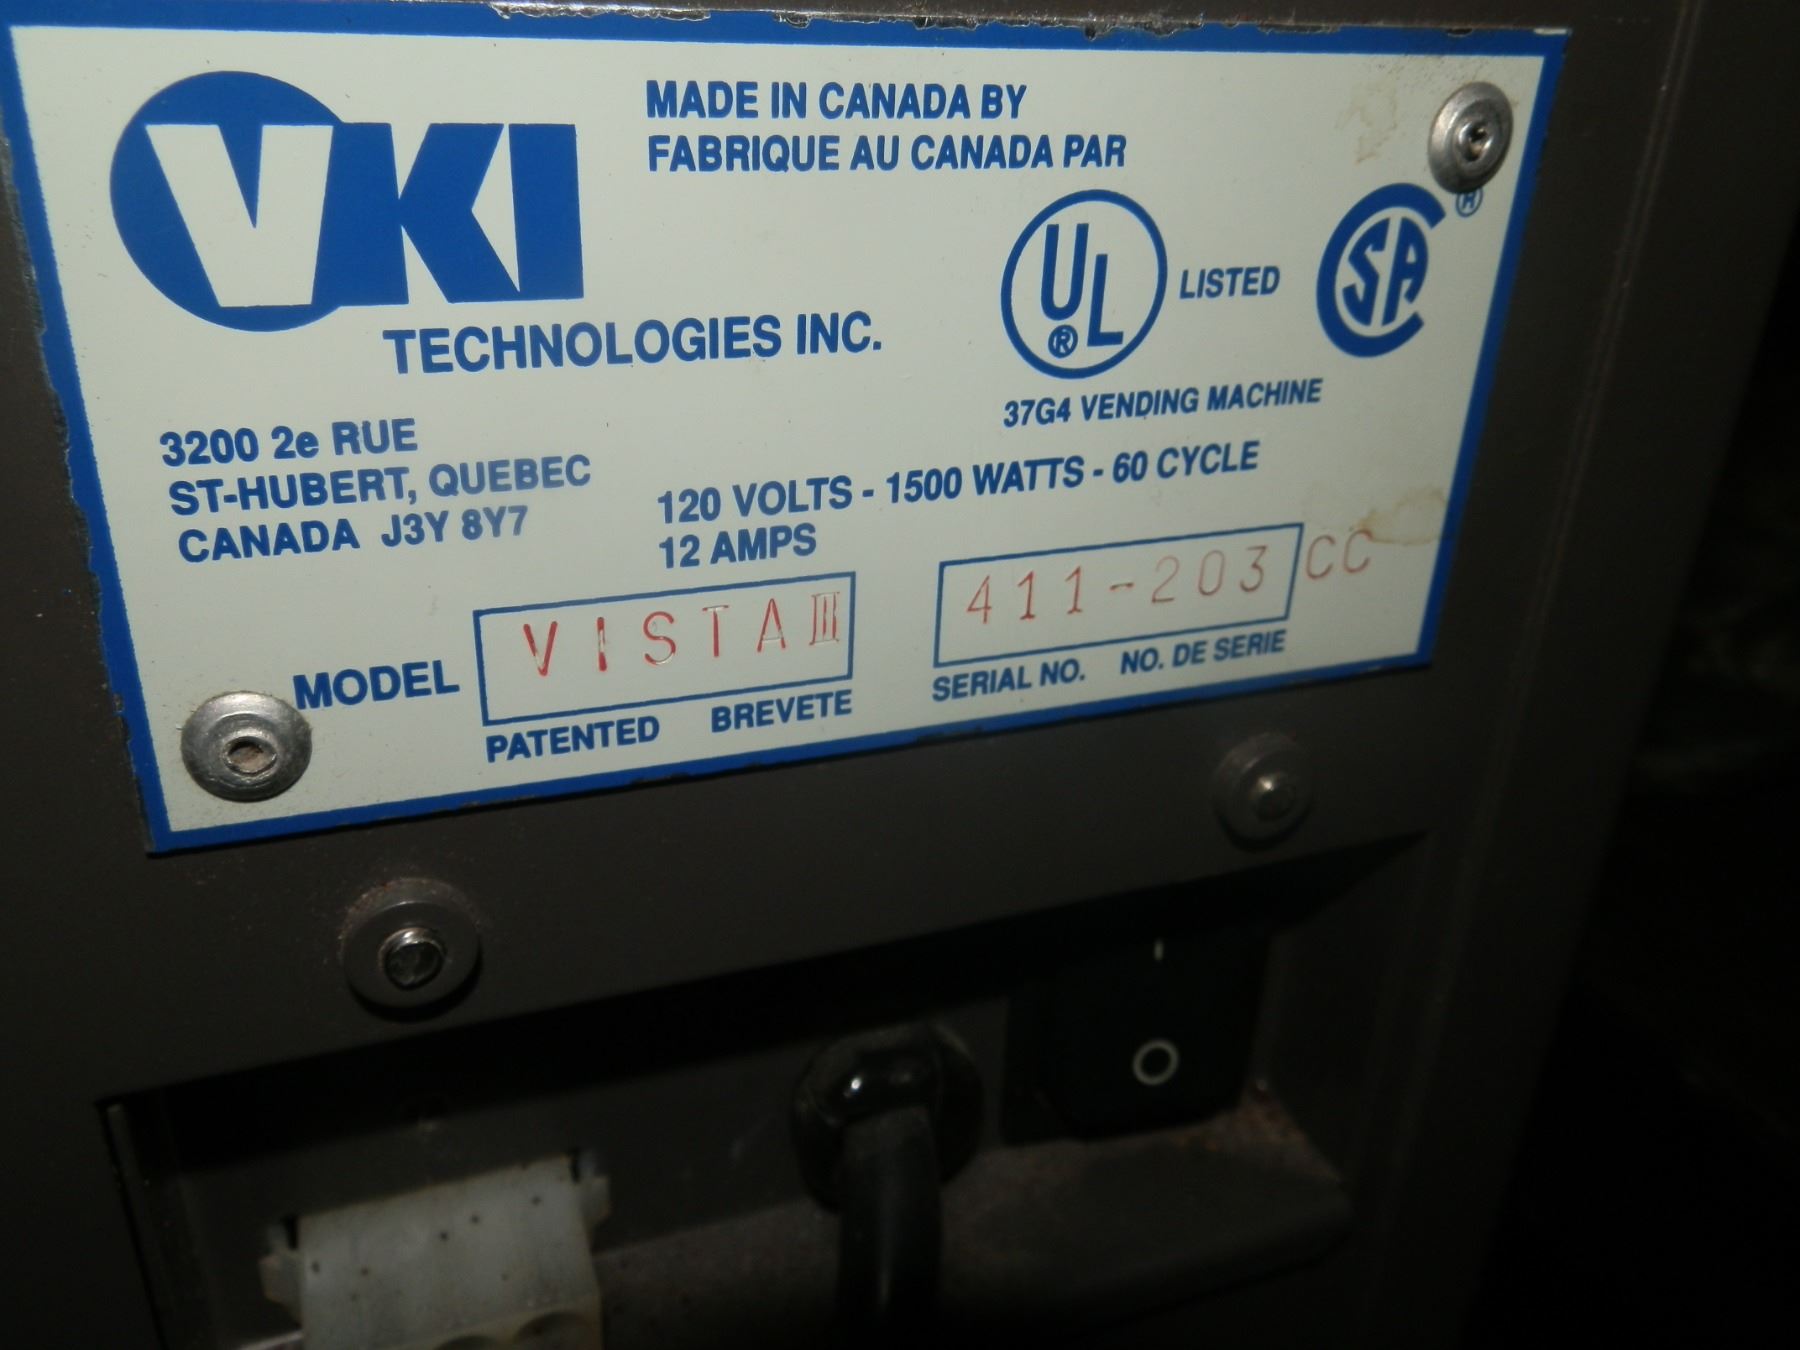 VKI
TECHNOLOGIES INC.
MADE IN CANADA BY
FABRIQUE AU CANADA PAR
UL ® LISTED
CSA ®
37G4 VENDING MACHINE
3200 2e RUE
ST-HUBERT, QUEBEC
CANADA J3Y 8Y7
120 VOLTS - 1500 WATTS - 60 CYCLE
12 AMPS
MODEL VISTA III
PATENTED BREVETE
411-203 CC
SERIAL NO. NO. DE SERIE